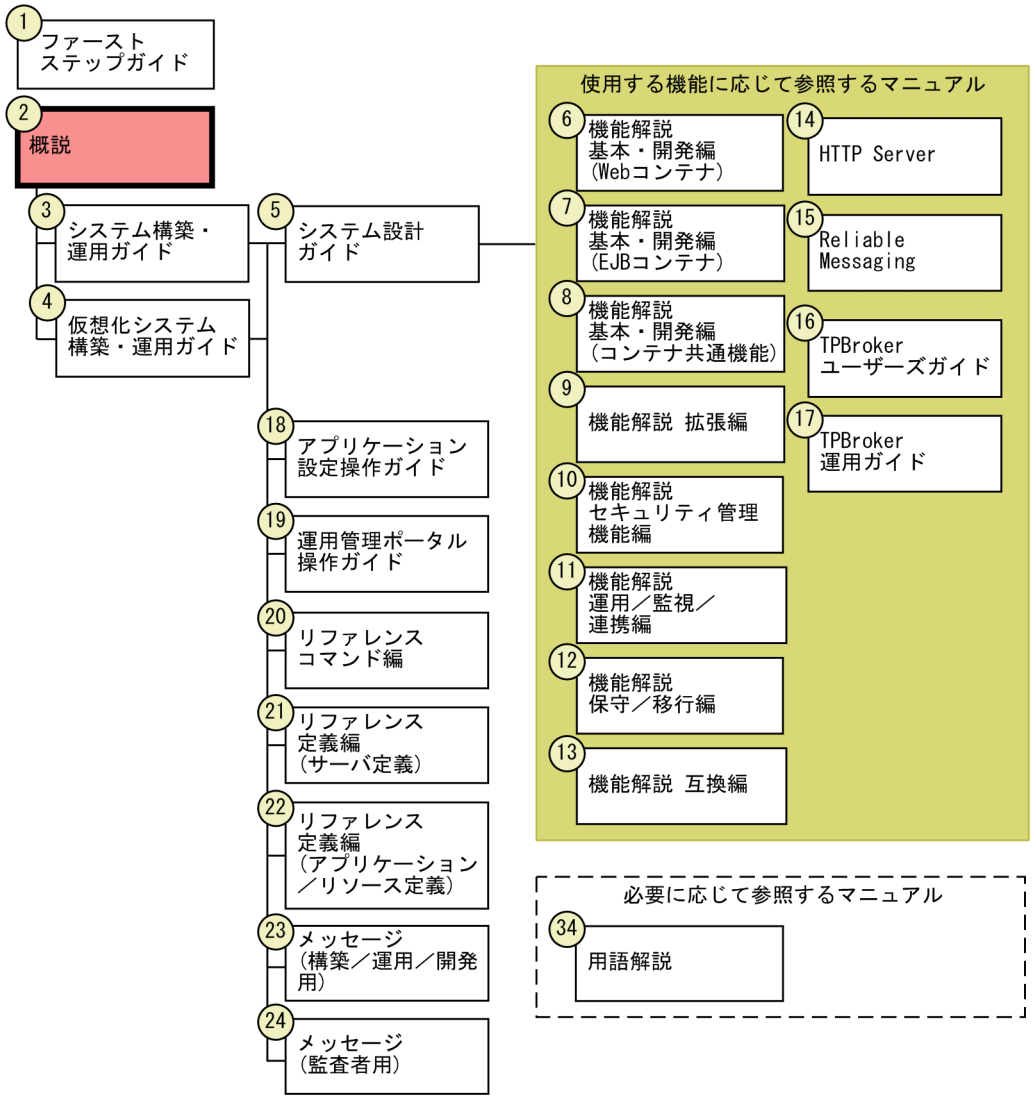 1
ファースト
ステップガイド
2
概説
3
システム構築・
運用ガイド
4
仮想化システム
構築・運用ガイド
5
システム設計
ガイド
18
アプリケーション
設定操作ガイド
19
運用管理ポータル
操作ガイド
20
リファレンス
コマンド編
21
リファレンス
定義編
(サーバ定義)
22
リファレンス
定義編
(アプリケーション
／リソース定義)
23
メッセージ
(構築／運用／開発
用)
24
メッセージ
(監査者用)
使用する機能に応じて参照するマニュアル
6
機能解説
基本・開発編
(Webコンテナ)
7
機能解説
基本・開発編
(EJBコンテナ)
8
機能解説
基本・開発編
(コンテナ共通機能)
9
機能解説 拡張編
10
機能解説
セキュリティ管理
機能編
11
機能解説
運用／監視／
連携編
12
機能解説
保守／移行編
13
機能解説 互換編
14
HTTP Server
15
Reliable
Messaging
16
TPBroker
ユーザーズガイド
17
TPBroker
運用ガイド
必要に応じて参照するマニュアル
34
用語解説